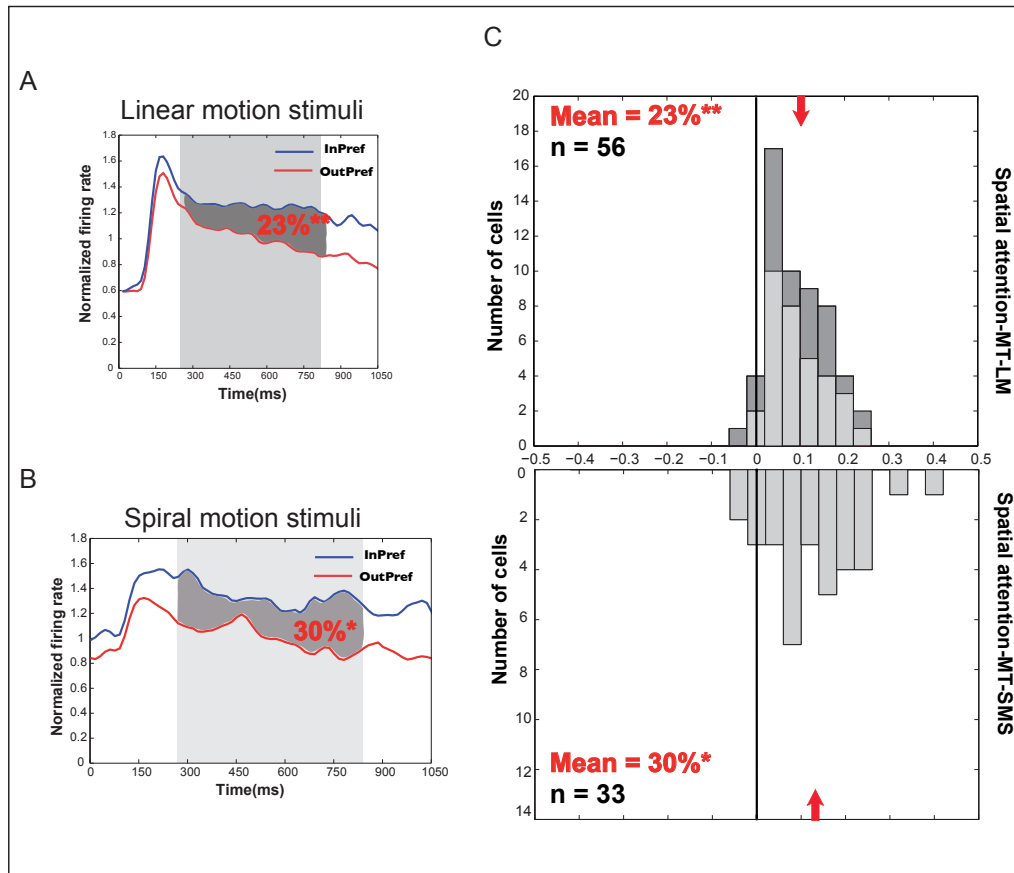 A
Linear motion stimuli
1.8
1.6
1.4
1.2
1
0.8
0.6
0.4
0.2
0
InPref
OutPref
23%**
Normalized firing rate
0 150 300 450 600 750 900 1050
Time(ms)
B
Spiral motion stimuli
1.8
1.6
1.4
1.2
1
0.8
0.6
0.4
0.2
0
InPref
OutPref
30%*
Normalized firing rate
0 150 300 450 600 750 900 1050
Time(ms)
C
Mean = 23%**
n = 56
20
18
16
14
12
10
8
6
4
2
0
Number of cells
Spatial attention-MT-LM
−0.5 −0.4 −0.3 −0.2 −0.1 0 0.1 0.2 0.3 0.4 0.5
0
2
4
6
8
10
12
14
Number of cells
Spatial attention-MT-SMS
Mean = 30%*
n = 33